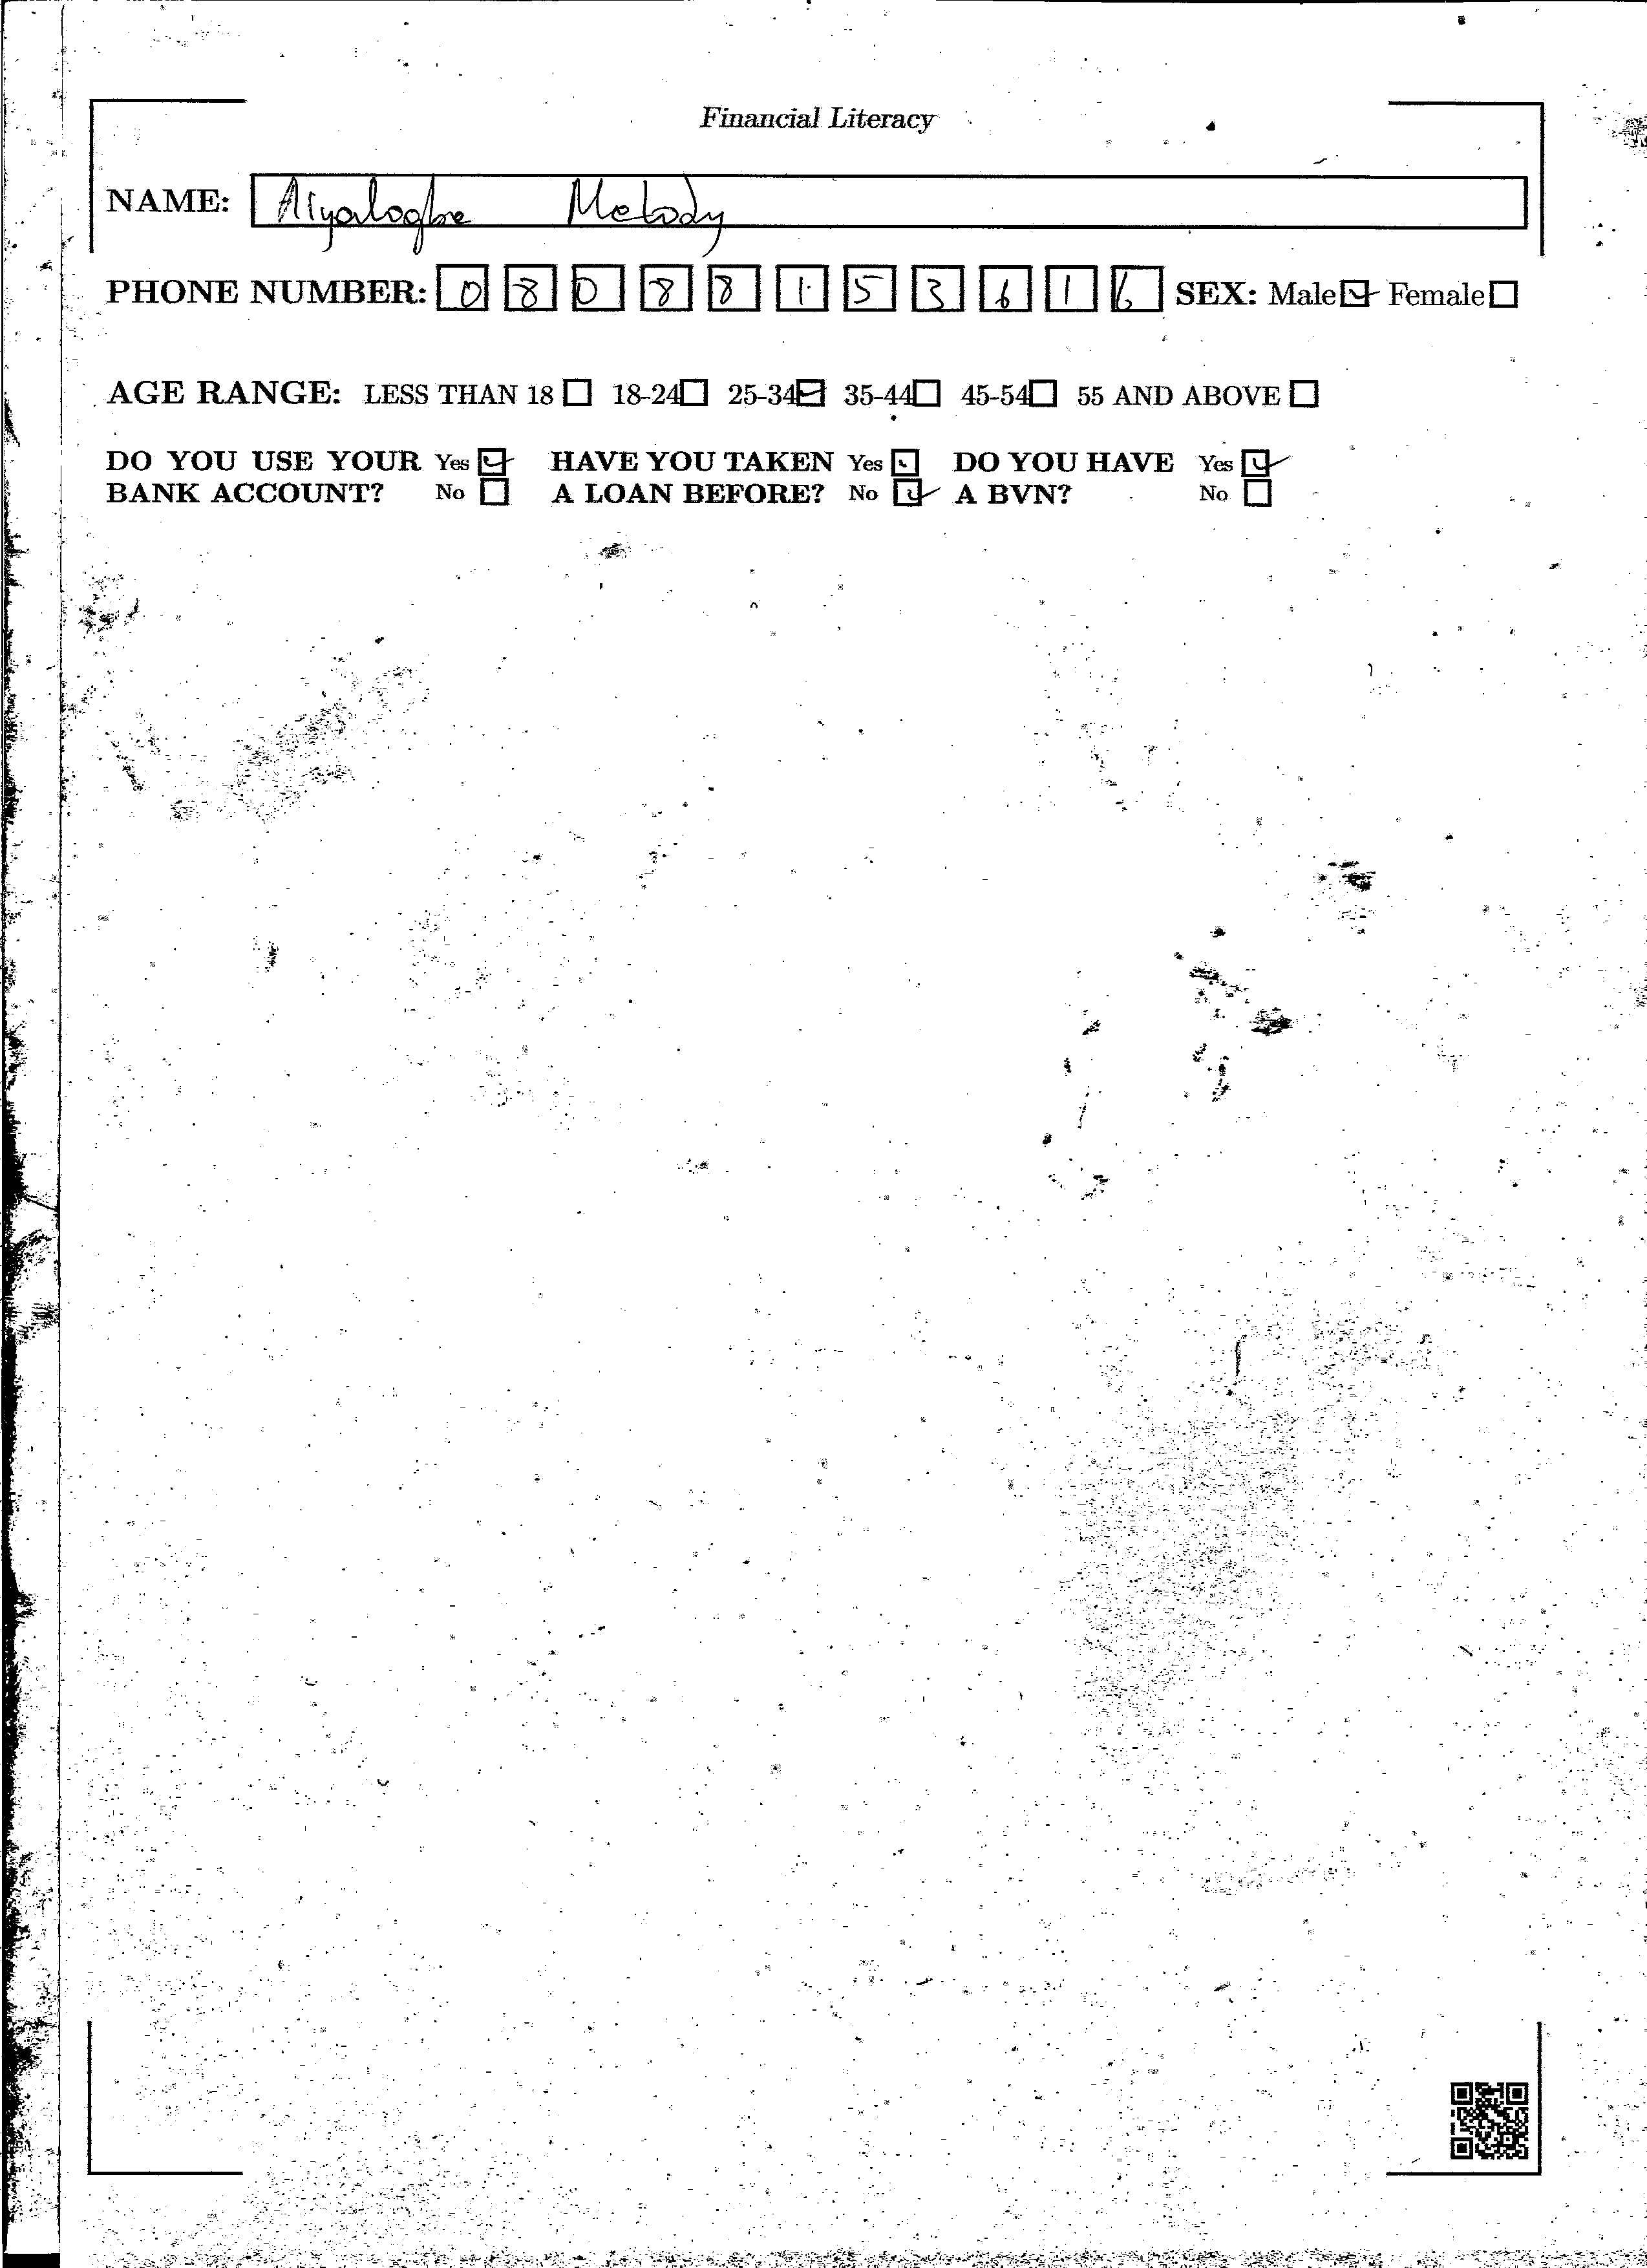 Financial Literacy
NAME: Aiyalogbe Melody
PHONE NUMBER: 0 8 0 8 8 1 5 3 6 1 6 SEX: Male ☑ Female ☐
AGE RANGE: LESS THAN 18 ☐ 18-24 ☐ 25-34 ☑ 35-44 ☐ 45-54 ☐ 55 AND ABOVE ☐
DO YOU USE YOUR Yes ☑ HAVE YOU TAKEN Yes ☐ DO YOU HAVE Yes ☑
BANK ACCOUNT? No ☐ A LOAN BEFORE? No ☑ A BVN? No ☐